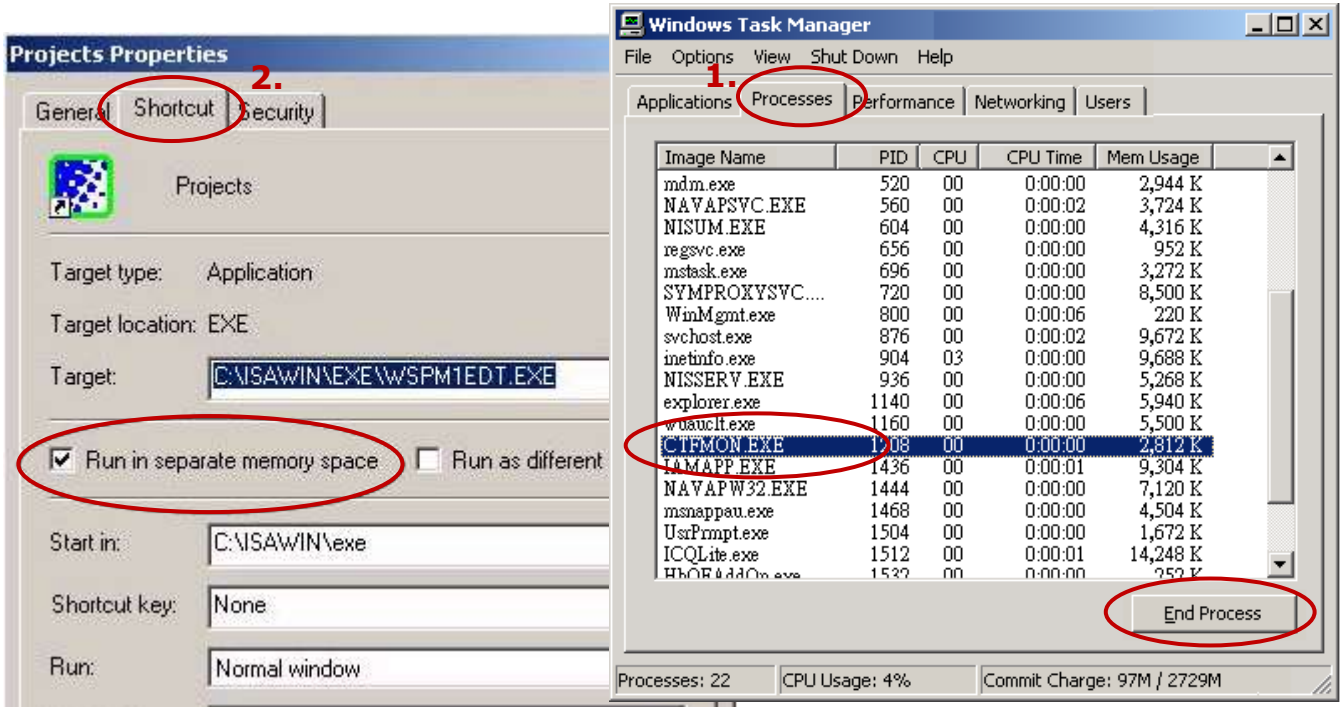 Projects Properties
2.
General Shortcut Security
Projects
Target type: Application
Target location: EXE
Target: C:\ISAWIN\EXE\WSPM1EDT.EXE
Run in separate memory space Run as different
Start in: C:\ISAWIN\exe
Shortcut key: None
Run: Normal window
Windows Task Manager
File Options View Shut Down Help
1.
Applications Processes Performance Networking Users
Image Name PID CPU CPU Time Mem Usage
mdm.exe 520 00 0:00:00 2,944 K
NAVAPSVC.EXE 560 00 0:00:02 3,724 K
NISUM.EXE 604 00 0:00:00 4,316 K
regsvc.exe 656 00 0:00:00 952 K
mstask.exe 696 00 0:00:00 3,272 K
SYMPROXYSVC.... 720 00 0:00:00 8,500 K
WinMgmt.exe 800 00 0:00:06 220 K
svchost.exe 876 00 0:00:02 9,672 K
inetinfo.exe 904 03 0:00:00 9,688 K
NISSERV.EXE 936 00 0:00:00 5,268 K
explorer.exe 1140 00 0:00:06 5,940 K
wuauclt.exe 1160 00 0:00:00 5,500 K
CTFMON.EXE 1208 00 0:00:00 2,812 K
IAMAPP.EXE 1436 00 0:00:01 9,304 K
NAVAPW32.EXE 1444 00 0:00:00 7,120 K
msnappau.exe 1468 00 0:00:00 4,504 K
UsrPrmpt.exe 1504 00 0:00:00 1,672 K
ICQLite.exe 1512 00 0:00:01 14,248 K
1532 00 0:00:00 252 K
End Process
Processes: 22 CPU Usage: 4% Commit Charge: 97M / 2729M